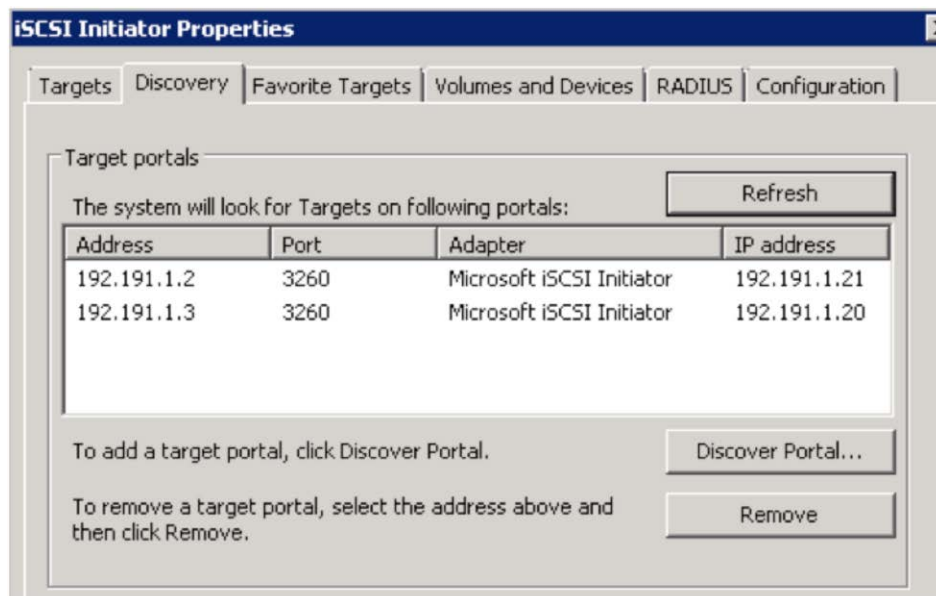 iSCSI Initiator Properties
Targets Discovery Favorite Targets Volumes and Devices RADIUS Configuration
Target portals
Refresh
The system will look for Targets on following portals:
Address Port Adapter IP address
192.191.1.2 3260 Microsoft iSCSI Initiator 192.191.1.21
192.191.1.3 3260 Microsoft iSCSI Initiator 192.191.1.20
To add a target portal, click Discover Portal. Discover Portal...
To remove a target portal, select the address above and
then click Remove.
Remove